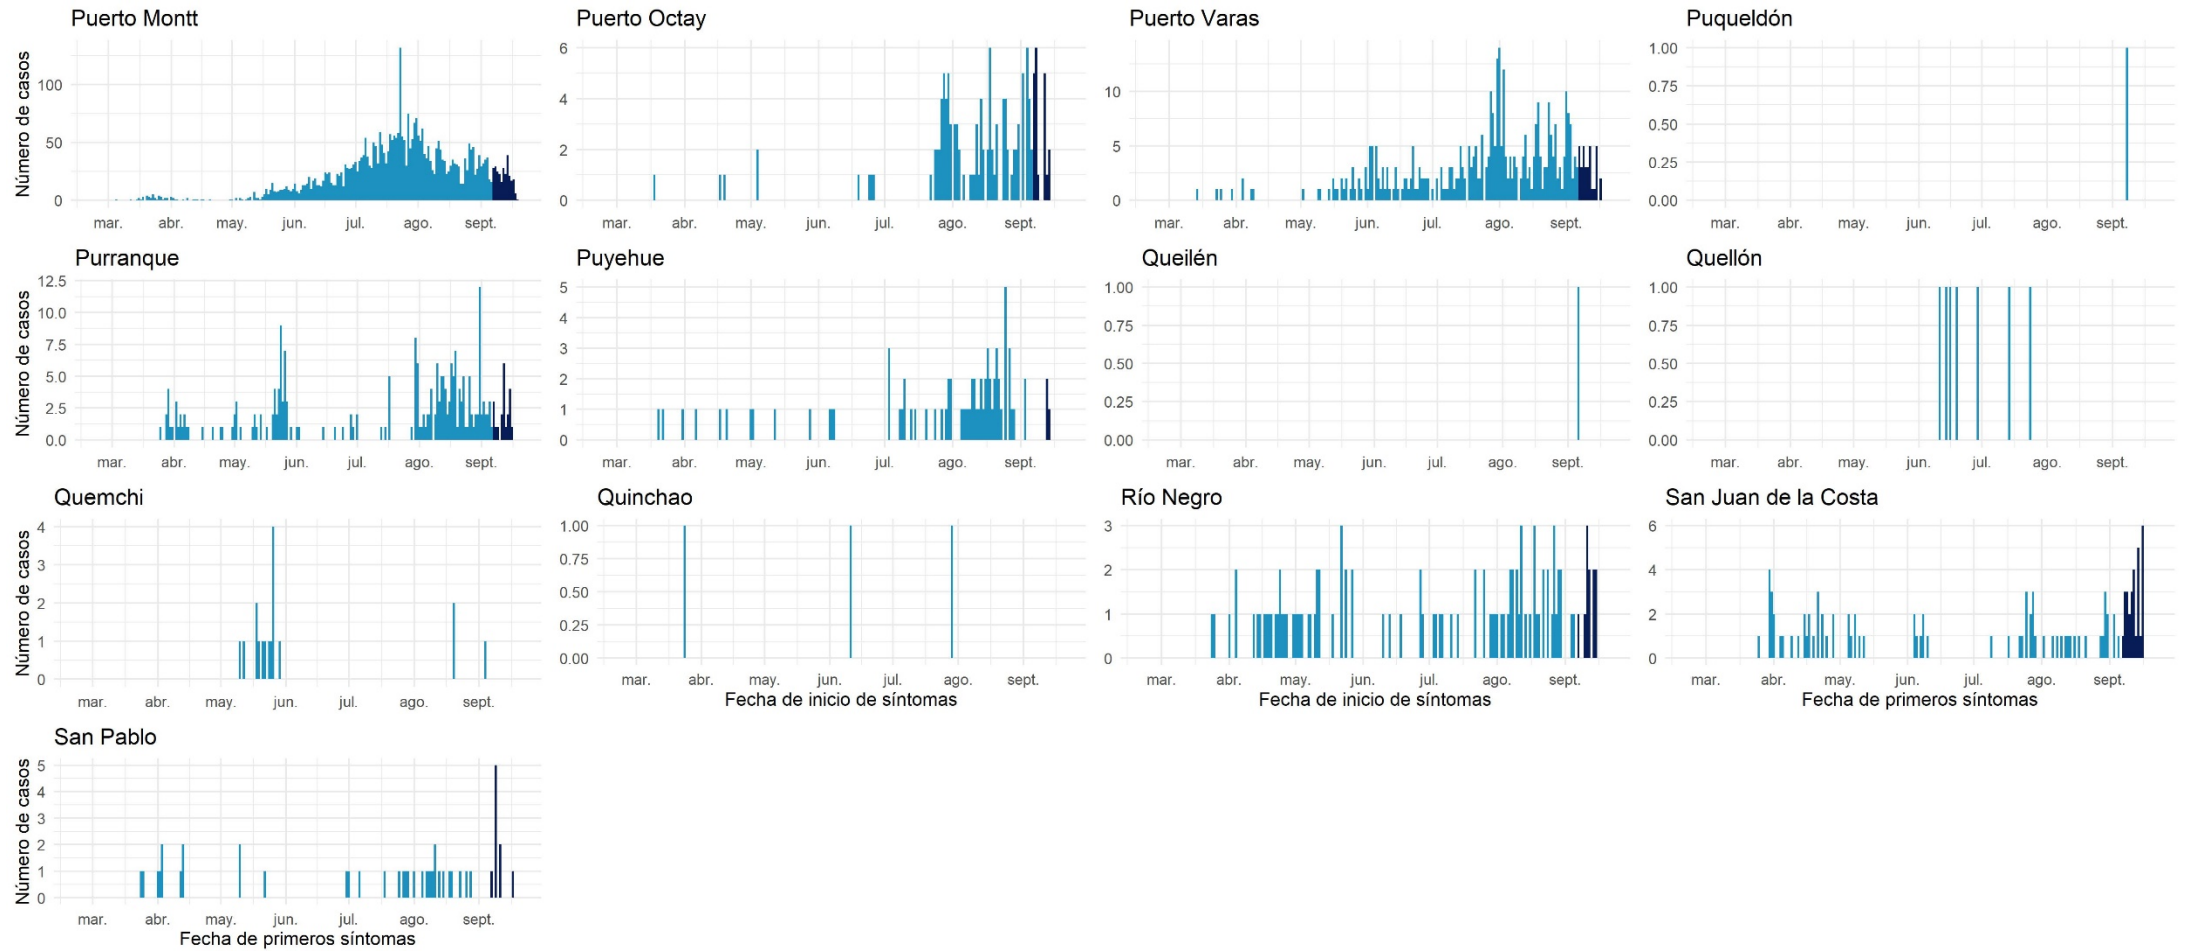 Puerto Montt
Número de casos
100
50
0
mar. abr. may. jun. jul. ago. sept.
Puerto Octay
6
4
2
0
mar. abr. may. jun. jul. ago. sept.
Puerto Varas
10
5
0
mar. abr. may. jun. jul. ago. sept.
Puqueldón
1.00
0.75
0.50
0.25
0.00
mar. abr. may. jun. jul. ago. sept.
Purranque
Número de casos
12.5
10.0
7.5
5.0
2.5
0.0
mar. abr. may. jun. jul. ago. sept.
Puyehue
5
4
3
2
1
0
mar. abr. may. jun. jul. ago. sept.
Queilén
1.00
0.75
0.50
0.25
0.00
mar. abr. may. jun. jul. ago. sept.
Quellón
1.00
0.75
0.50
0.25
0.00
mar. abr. may. jun. jul. ago. sept.
Quemchi
Número de casos
4
3
2
1
0
mar. abr. may. jun. jul. ago. sept.
Quinchao
1.00
0.75
0.50
0.25
0.00
mar. abr. may. jun. jul. ago. sept.
Fecha de inicio de síntomas
Río Negro
3
2
1
0
mar. abr. may. jun. jul. ago. sept.
Fecha de inicio de síntomas
San Juan de la Costa
6
4
2
0
mar. abr. may. jun. jul. ago. sept.
Fecha de primeros síntomas
San Pablo
Número de casos
5
4
3
2
1
0
mar. abr. may. jun. jul. ago. sept.
Fecha de primeros síntomas